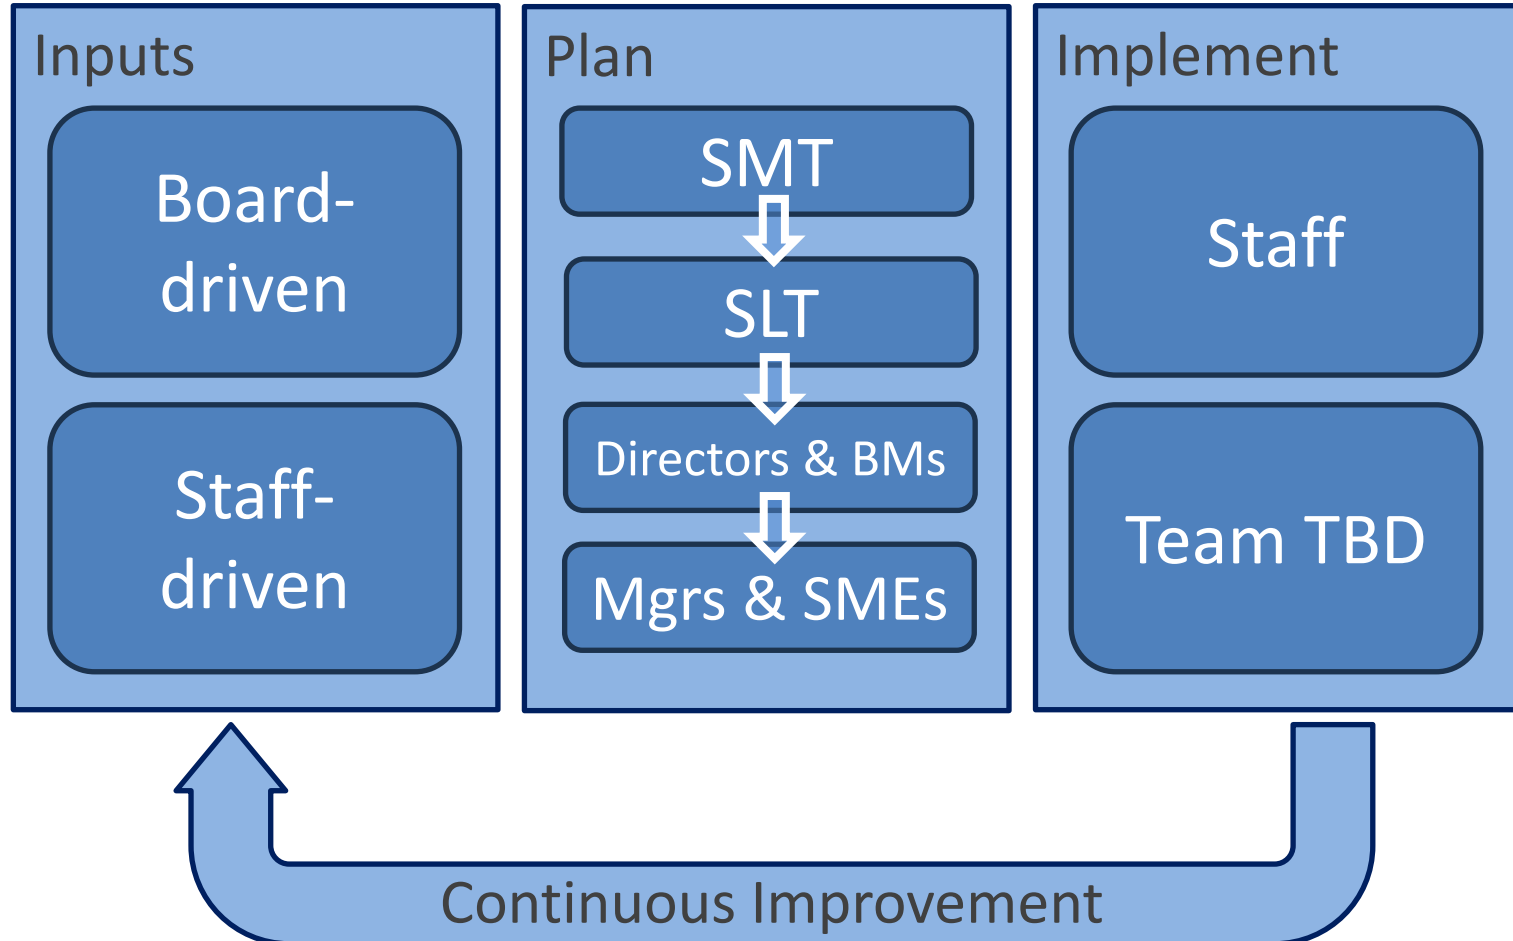 Inputs
Board-
driven
Staff-
driven
Plan
SMT
SLT
Directors & BMs
Mgrs & SMEs
Implement
Staff
Team TBD
Continuous Improvement